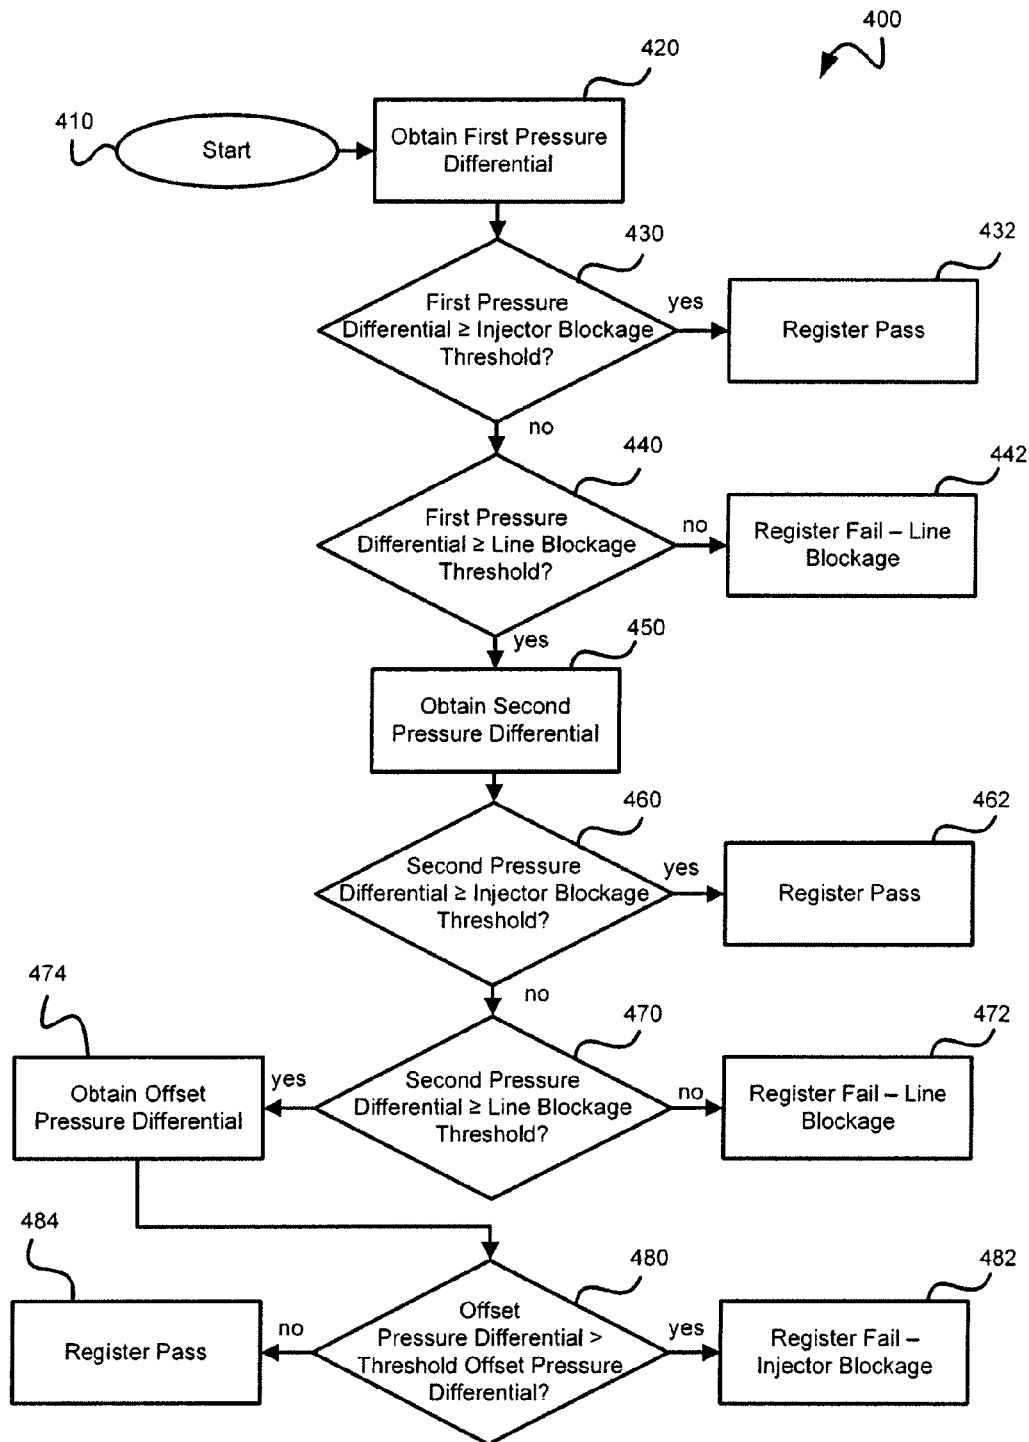 400
420
410
Start
Obtain First Pressure
Differential
430
432
First Pressure
Differential ≥ Injector Blockage
Threshold?
yes
Register Pass
no
440
442
First Pressure
Differential ≥ Line Blockage
Threshold?
no
Register Fail – Line
Blockage
yes
450
Obtain Second
Pressure Differential
460
462
Second Pressure
Differential ≥ Injector Blockage
Threshold?
yes
Register Pass
no
474
470
472
Obtain Offset
Pressure Differential
yes
Second Pressure
Differential ≥ Line Blockage
Threshold?
no
Register Fail – Line
Blockage
484
480
482
Register Pass
no
Offset
Pressure Differential >
Threshold Offset Pressure
Differential?
yes
Register Fail –
Injector Blockage